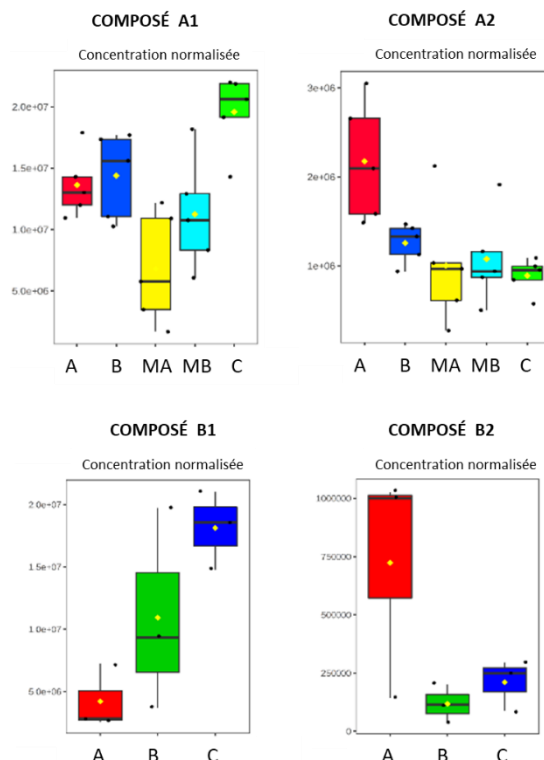 COMPOSÉ A1
Concentration normalisée
2.0e+07
1.5e+07
1.0e+07
5.0e+06
A B MA MB C
COMPOSÉ A2
Concentration normalisée
3e+06
2e+06
1e+06
A B MA MB C
COMPOSÉ B1
Concentration normalisée
2.0e+07
1.5e+07
1.0e+07
5.0e+06
A B C
COMPOSÉ B2
Concentration normalisée
1000000
750000
500000
250000
0
A B C